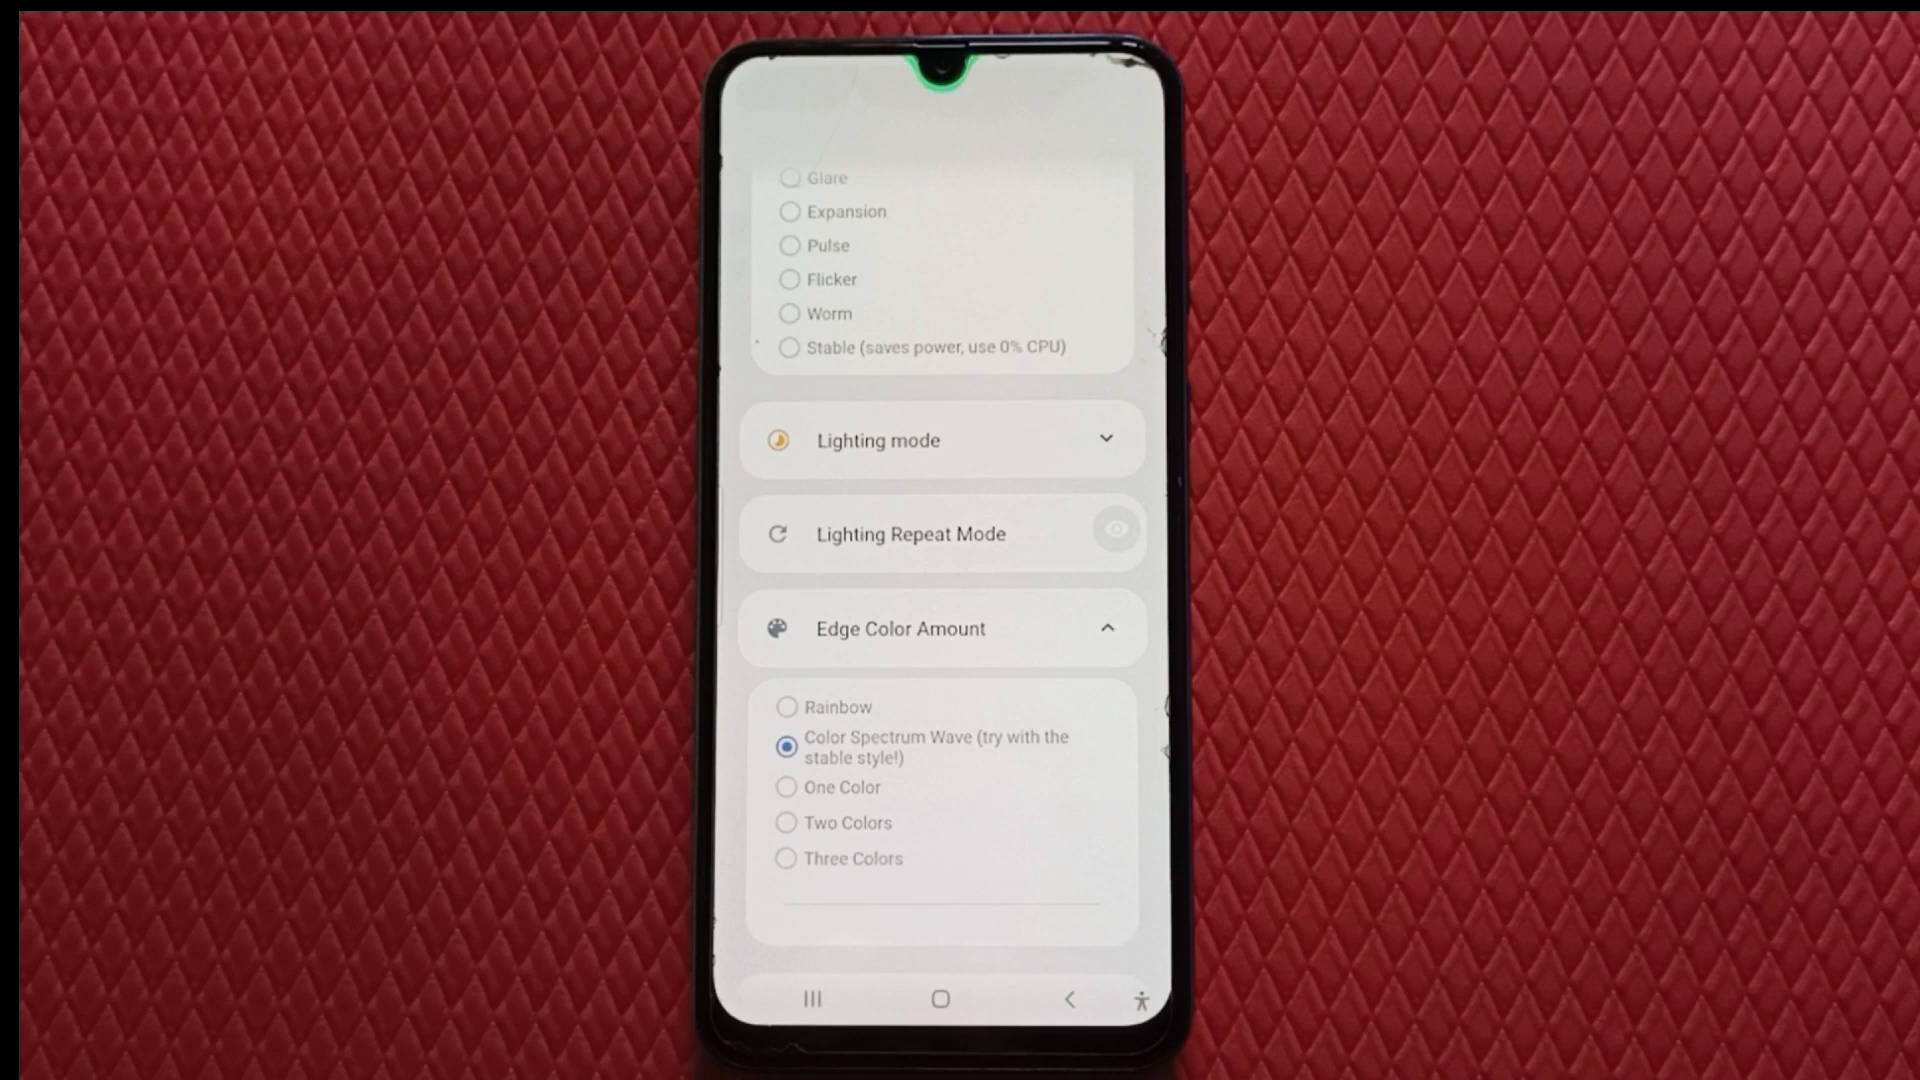 Glare
Expansion
Pulse
Flicker
Worm
Stable (saves power, use 0% CPU)
Lighting mode
Lighting Repeat Mode
Edge Color Amount
Rainbow
Color Spectrum Wave (try with the
stable style!)
One Color
Two Colors
Three Colors